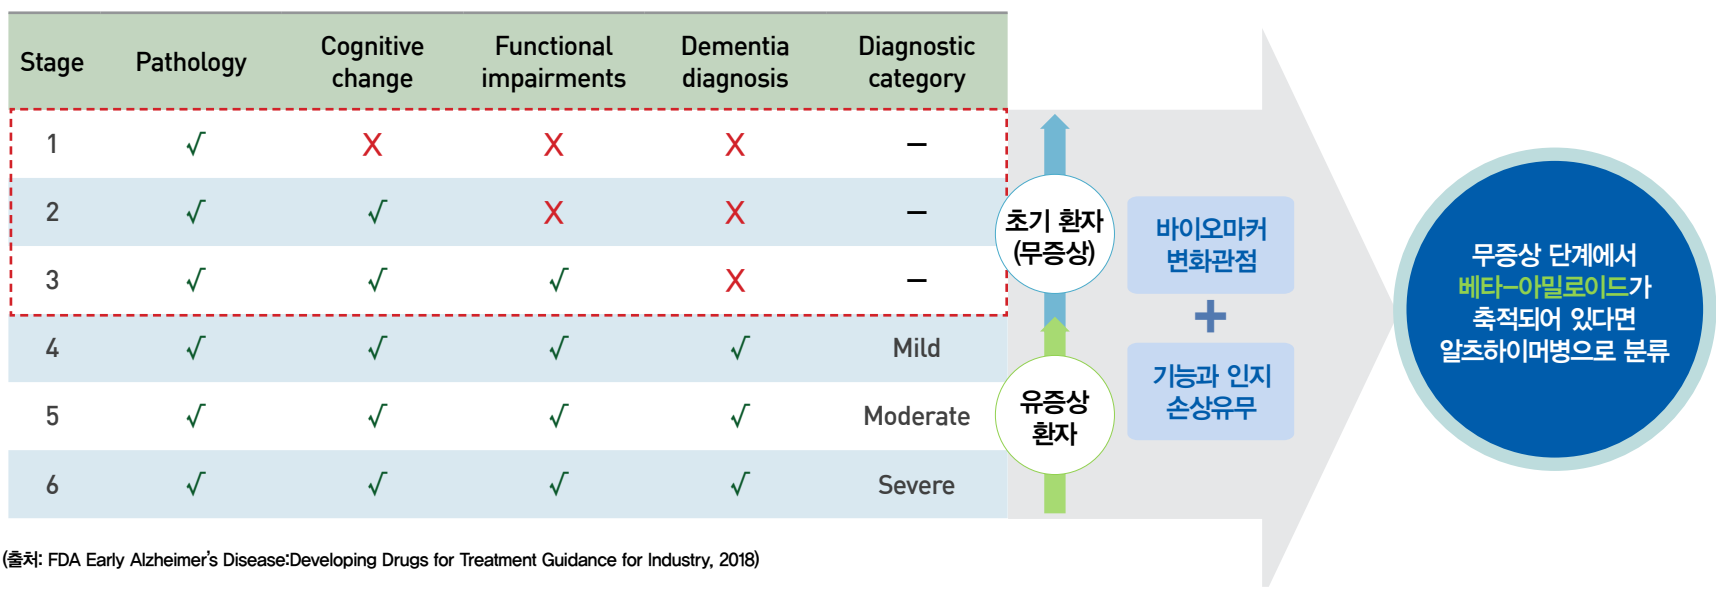 Stage Pathology Cognitive change Functional impairments Dementia diagnosis Diagnostic category
1 √ X X X –
2 √ √ X X –
3 √ √ √ X –
4 √ √ √ √ Mild
5 √ √ √ √ Moderate
6 √ √ √ √ Severe
초기 환자
(무증상)
유증상
환자
바이오마커
변화관점
+
기능과 인지
손상유무
무증상 단계에서
베타-아밀로이드가
축적되어 있다면
알츠하이머병으로 분류
(출처: FDA Early Alzheimer's Disease:Developing Drugs for Treatment Guidance for Industry, 2018)